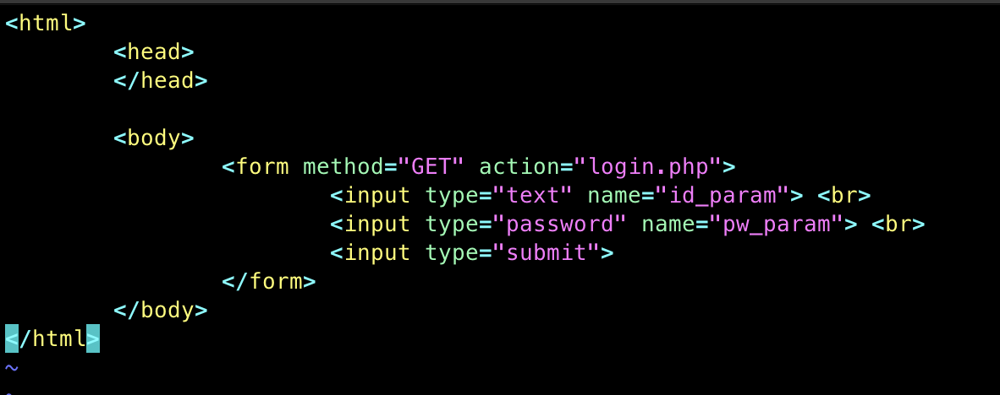 <html>
<head>
</head>
<body>
<form method="GET" action="login.php">
<input type="text" name="id_param"> <br>
<input type="password" name="pw_param"> <br>
<input type="submit">
</form>
</body>
</html>
~
~